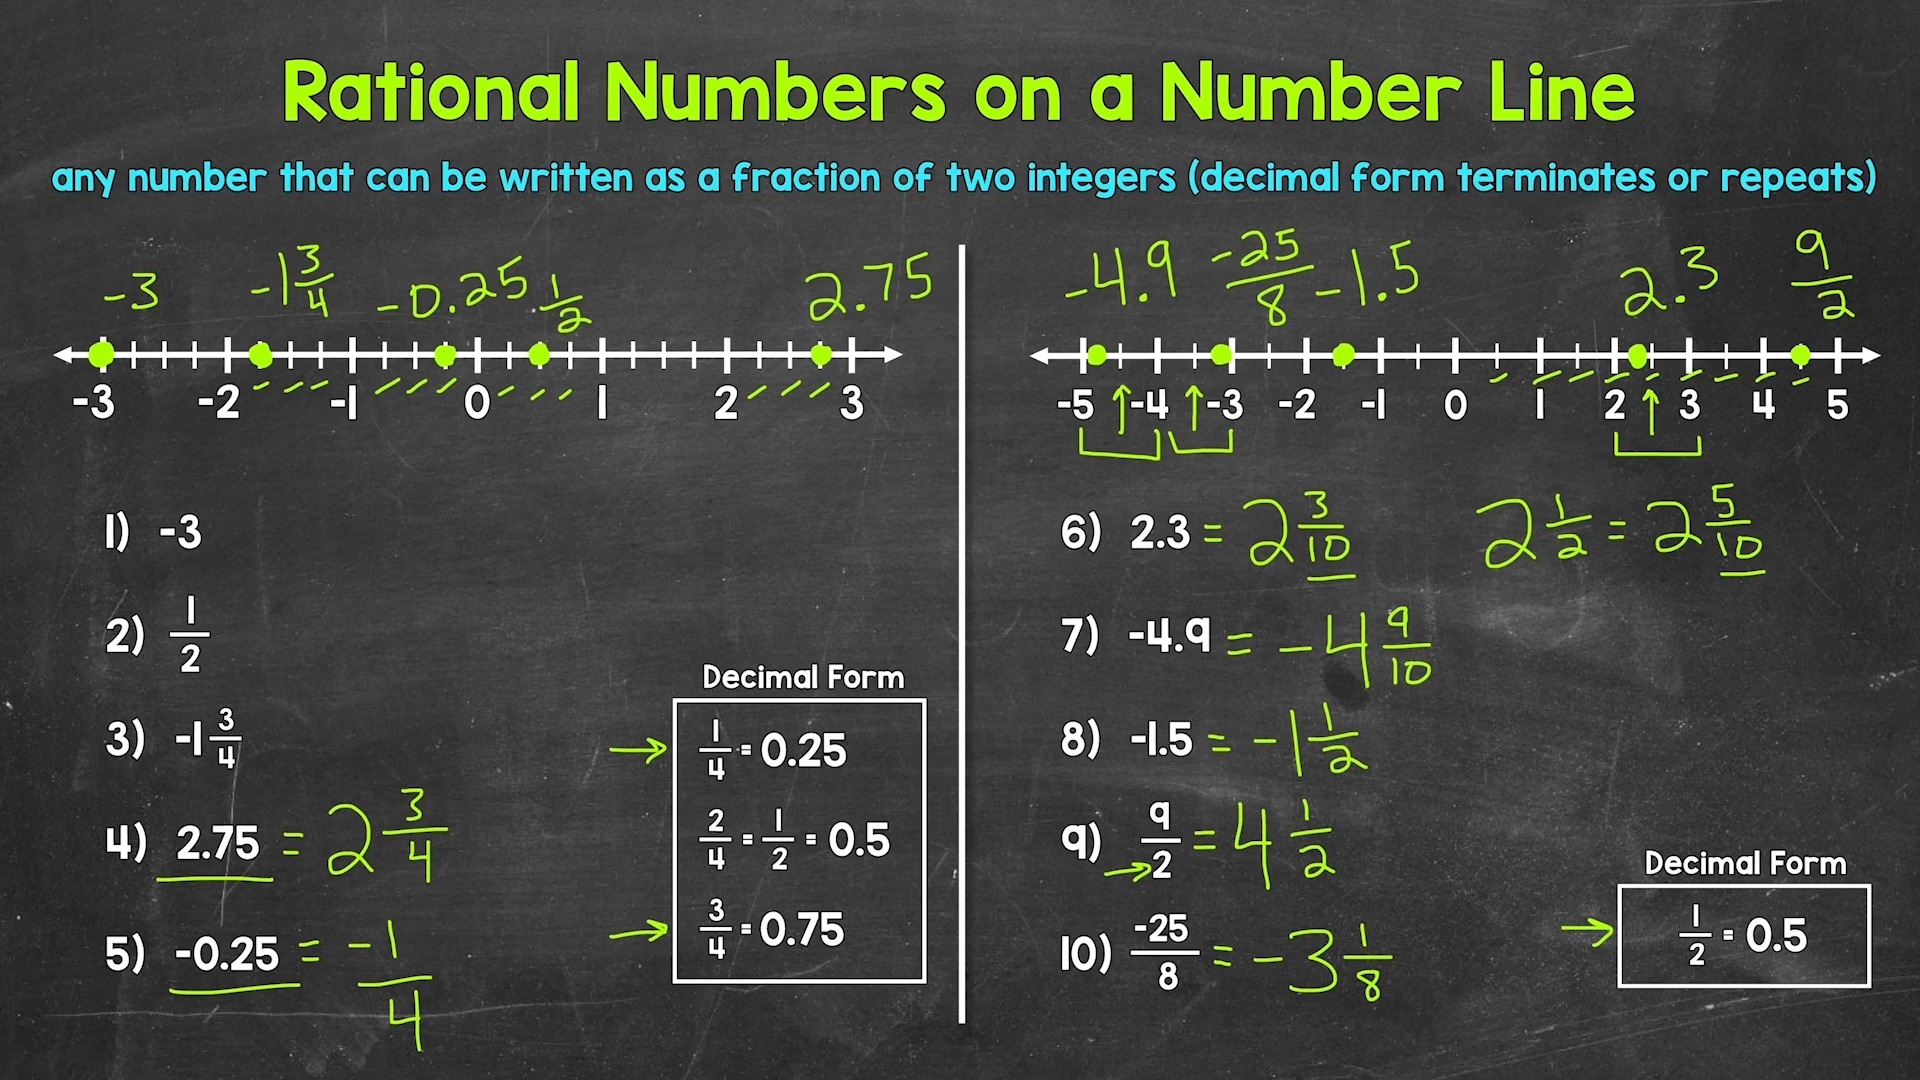 Rational Numbers on a Number Line
any number that can be written as a fraction of two integers (decimal form terminates or repeats)
-3 -1 3/4 -0.25 1/2 2.75
-3 -2 -1 0 1 2 3
1) -3
2) 1/2
3) -1 3/4
4) 2.75 = 2 3/4
5) -0.25 = -1/4
Decimal Form
1/4 = 0.25
2/4 = 1/2 = 0.5
3/4 = 0.75
-4.9 -25/8 -1.5 2.3 9/2
-5 -4 -3 -2 -1 0 1 2 3 4 5
6) 2.3 = 2 3/10 2 1/2 = 2 5/10
7) -4.9 = -4 9/10
8) -1.5 = -1 1/2
9) 9/2 = 4 1/2
10) -25/8 = -3 1/8
Decimal Form
1/2 = 0.5